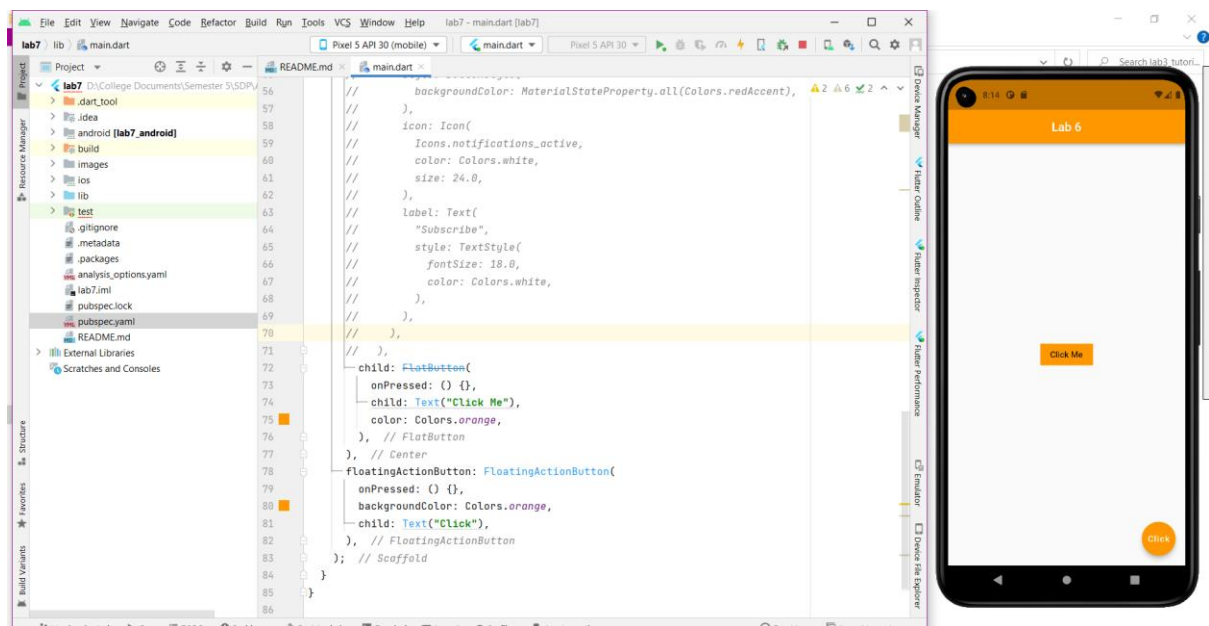 File Edit View Navigate Code Refactor Build Run Tools VCS Window Help lab7 - main.dart [lab7]
lab7 lib main.dart
Pixel 5 API 30 (mobile) main.dart Pixel 5 API 30
Project
README.md main.dart
lab7 D:\College Documents\Semester 5\SDP\
.dart_tool
.idea
android [lab7_android]
build
images
ios
lib
test
.gitignore
.metadata
.packages
analysis_options.yaml
lab7.iml
pubspec.lock
pubspec.yaml
README.md
External Libraries
Scratches and Consoles
Project
Resource Manager
Structure
Favorites
Build Variants
2 6 2
56 // backgroundColor: MaterialStateProperty.all(Colors.redAccent),
57 // ),
58 // icon: Icon(
59 // Icons.notifications_active,
60 // color: Colors.white,
61 // size: 24.0,
62 // ),
63 // label: Text(
64 // "Subscribe",
65 // style: TextStyle(
66 // fontSize: 18.0,
67 // color: Colors.white,
68 // ),
69 // ),
70 // ),
71 // ),
72 child: FlatButton(
73 onPressed: () {},
74 child: Text("Click Me"),
75 color: Colors.orange,
76 ), // FlatButton
77 ), // Center
78 floatingActionButton: FloatingActionButton(
79 onPressed: () {},
80 backgroundColor: Colors.orange,
81 child: Text("Click"),
82 ), // FloatingActionButton
83 ); // Scaffold
84 }
85 }
86
Device Manager
Flutter Outline
Flutter Inspector
Flutter Performance
Emulator
Device File Explorer
Search lab3_tutori...
8:14
Lab 6
Click Me
Click